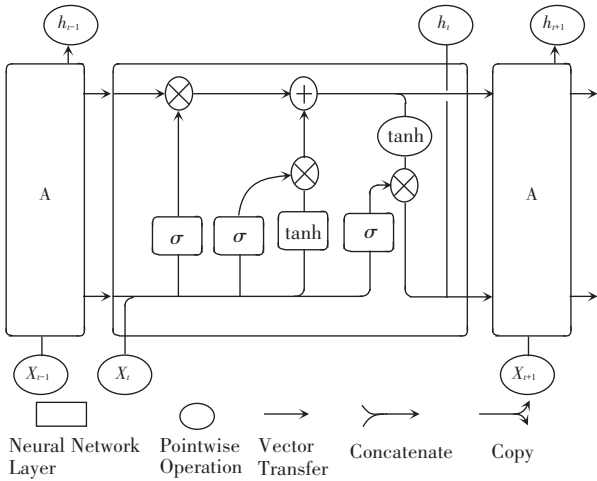 h_{t-1} h_t h_{t+1}
tanh
A A
σ σ tanh σ
X_{t-1} X_t X_{t+1}
Neural Network Pointwise Vector Concatenate Copy
Layer Operation Transfer